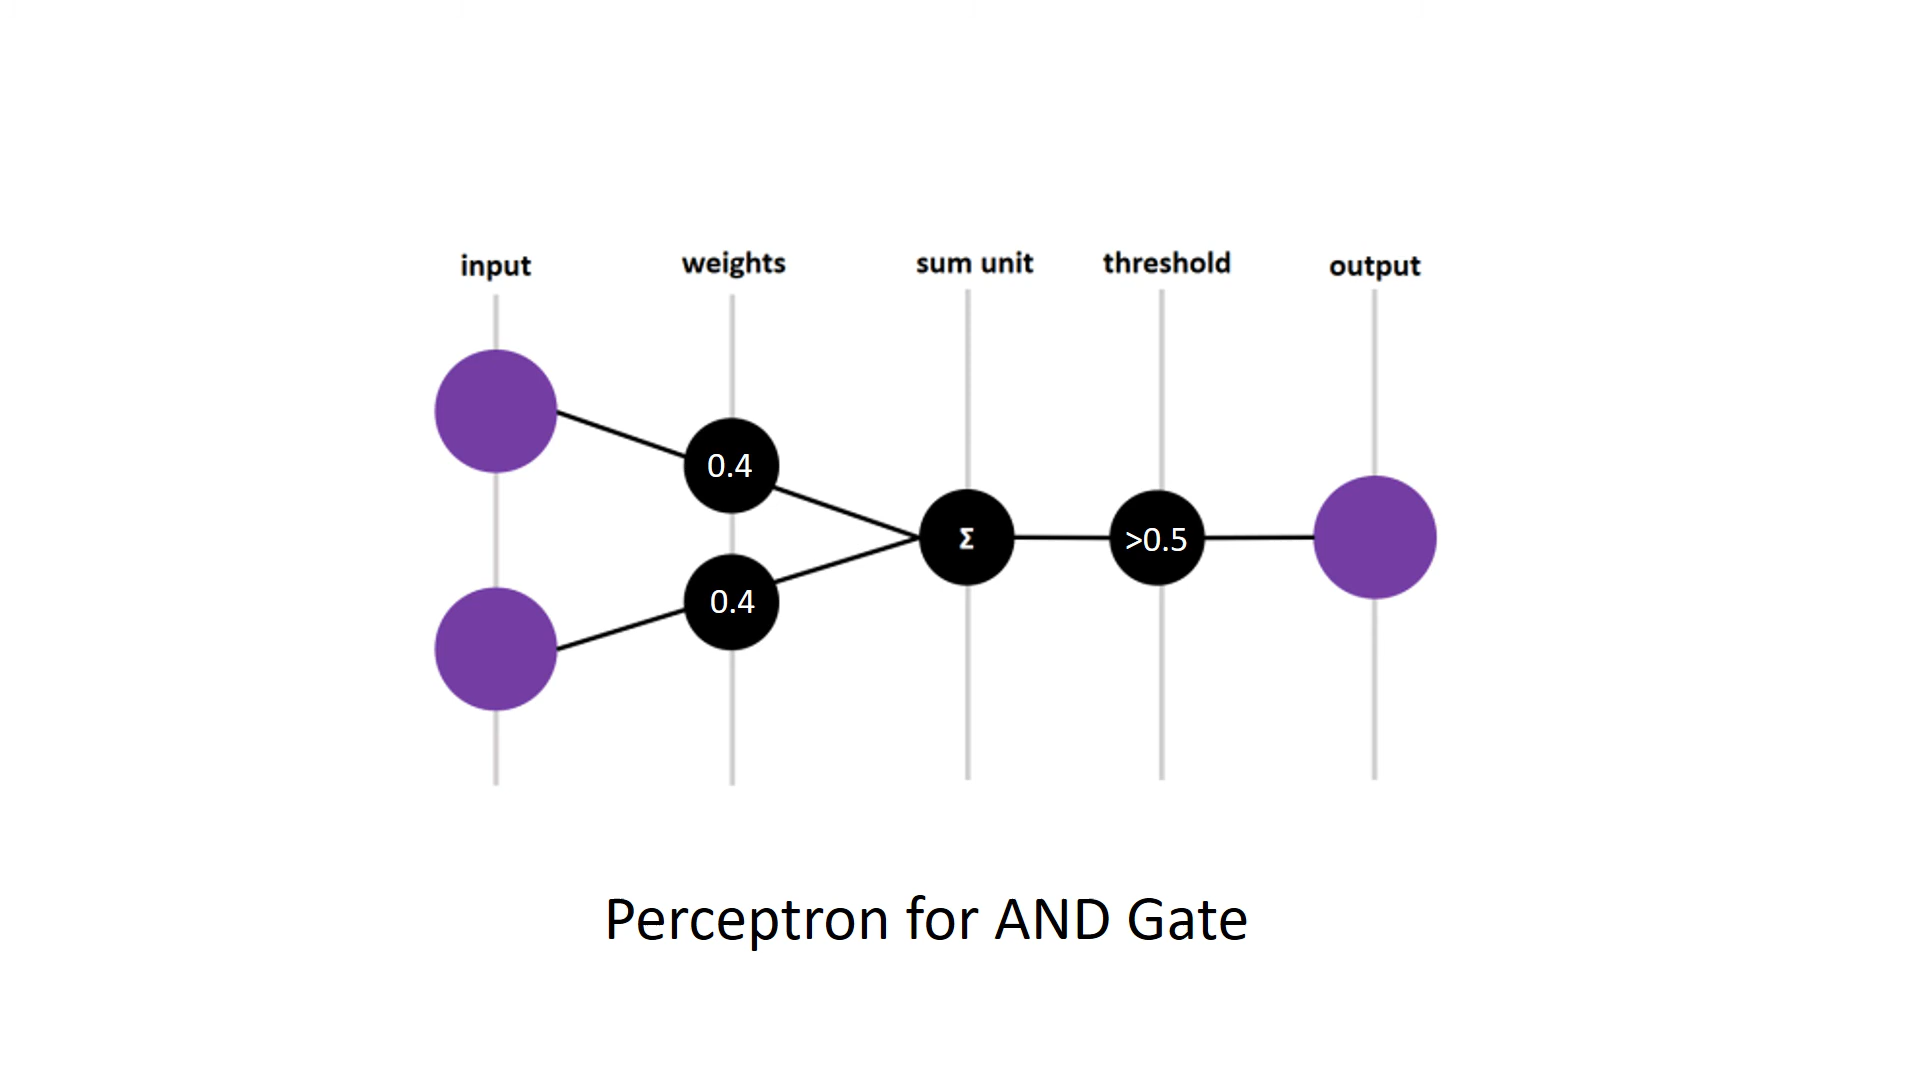 input weights sum unit threshold output
0.4
Σ >0.5
0.4
Perceptron for AND Gate